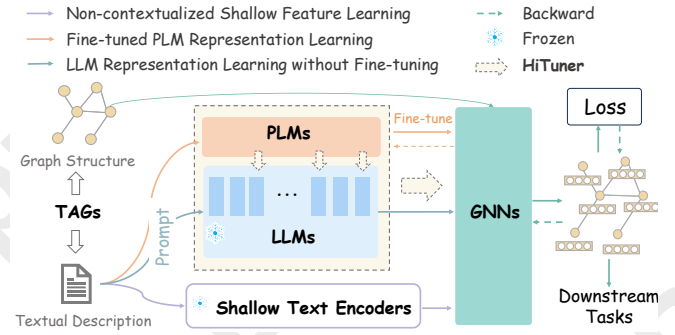 Non-contextualized Shallow Feature Learning
Backward
Fine-tuned PLM Representation Learning
Frozen
LLM Representation Learning without Fine-tuning
HiTuner
Graph Structure
TAGs
Textual Description
Prompt
PLMs
Fine-tune
...
LLMs
Shallow Text Encoders
GNNs
Loss
Downstream
Tasks